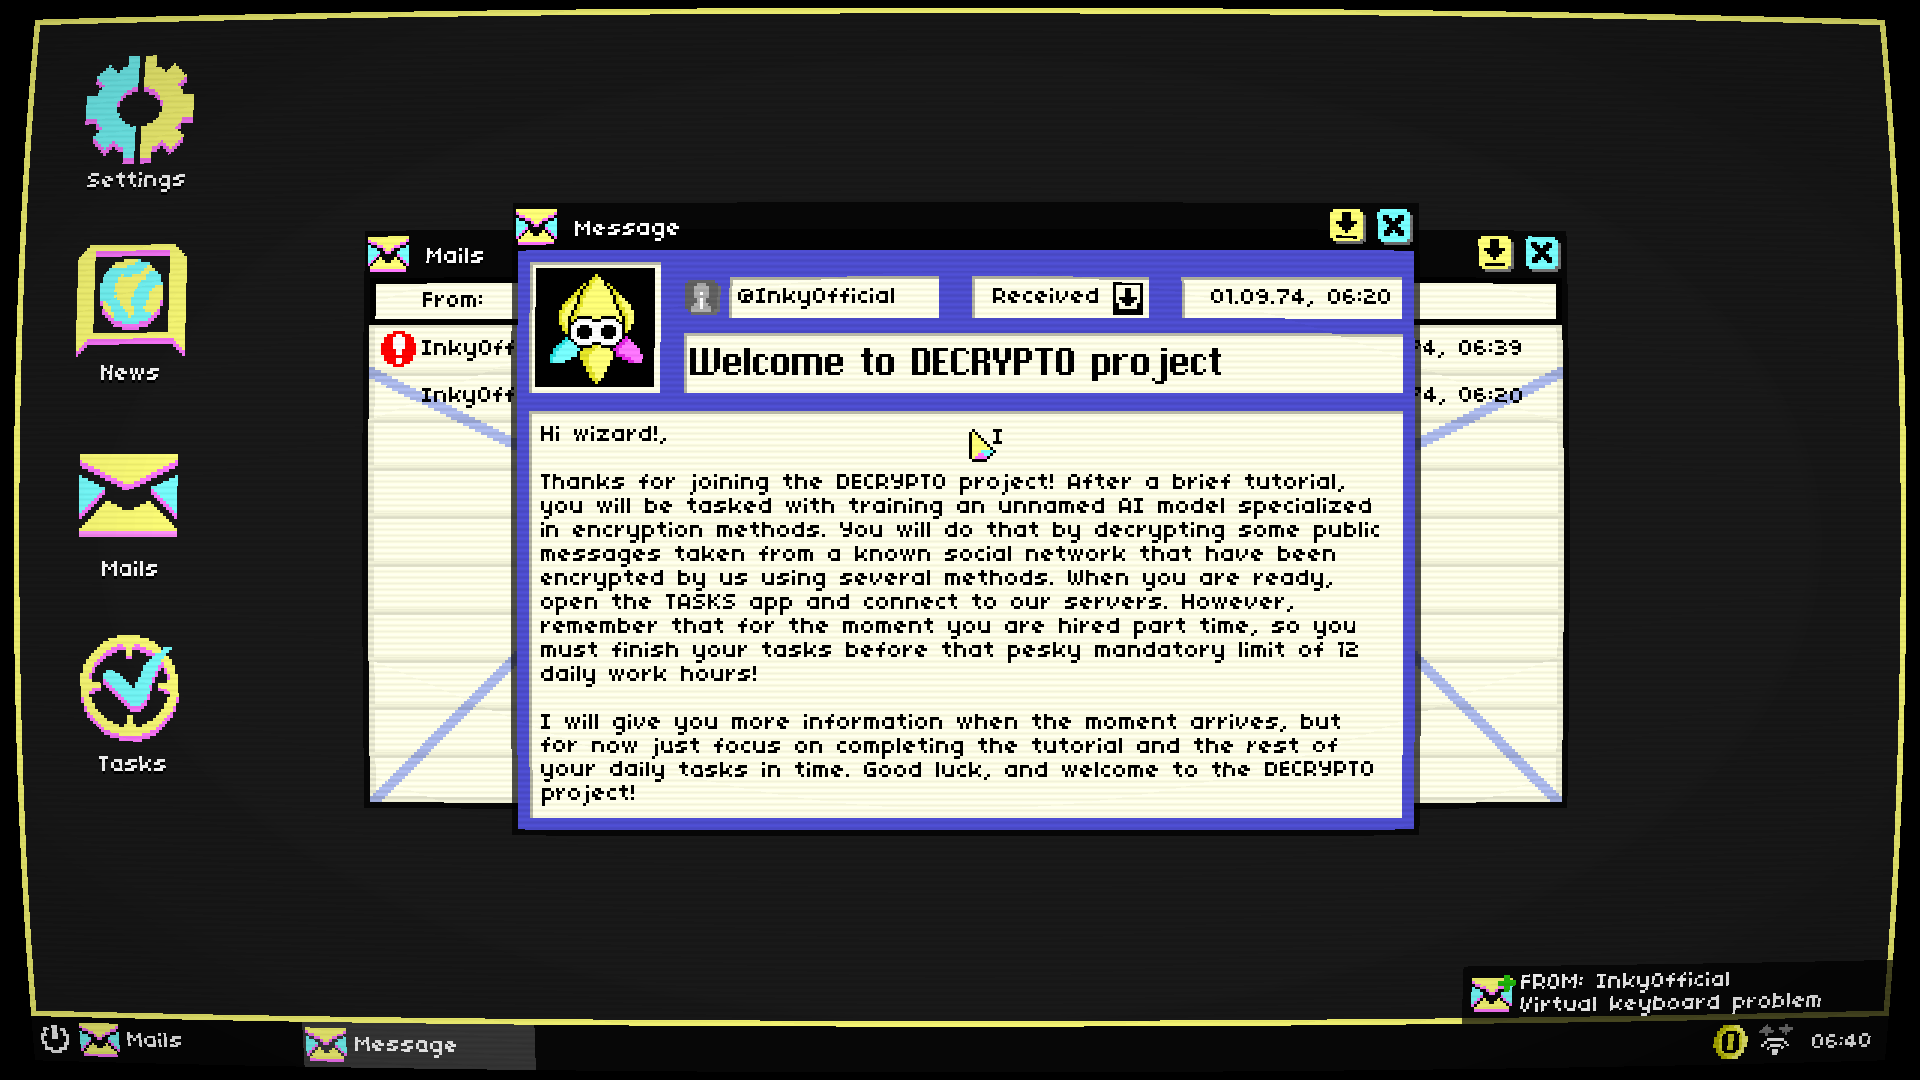 Settings
News
Mails
Tasks
Mails
From:
InkyOff
4, 06:39
InkyOff
4, 06:20
Message
@InkyOfficial
Received
01.09.74, 06:20
Welcome to DECRYPTO project
Hi wizard!,
Thanks for joining the DECRYPTO project! After a brief tutorial,
you will be tasked with training an unnamed AI model specialized
in encryption methods. You will do that by decrypting some public
messages taken from a known social network that have been
encrypted by us using several methods. When you are ready,
open the TASKS app and connect to our servers. However,
remember that for the moment you are hired part time, so you
must finish your tasks before that pesky mandatory limit of 12
daily work hours!
I will give you more information when the moment arrives, but
for now just focus on completing the tutorial and the rest of
your daily tasks in time. Good luck, and welcome to the DECRYPTO
project!
FROM: InkyOfficial
Virtual keyboard problem
Mails
Message
06:40